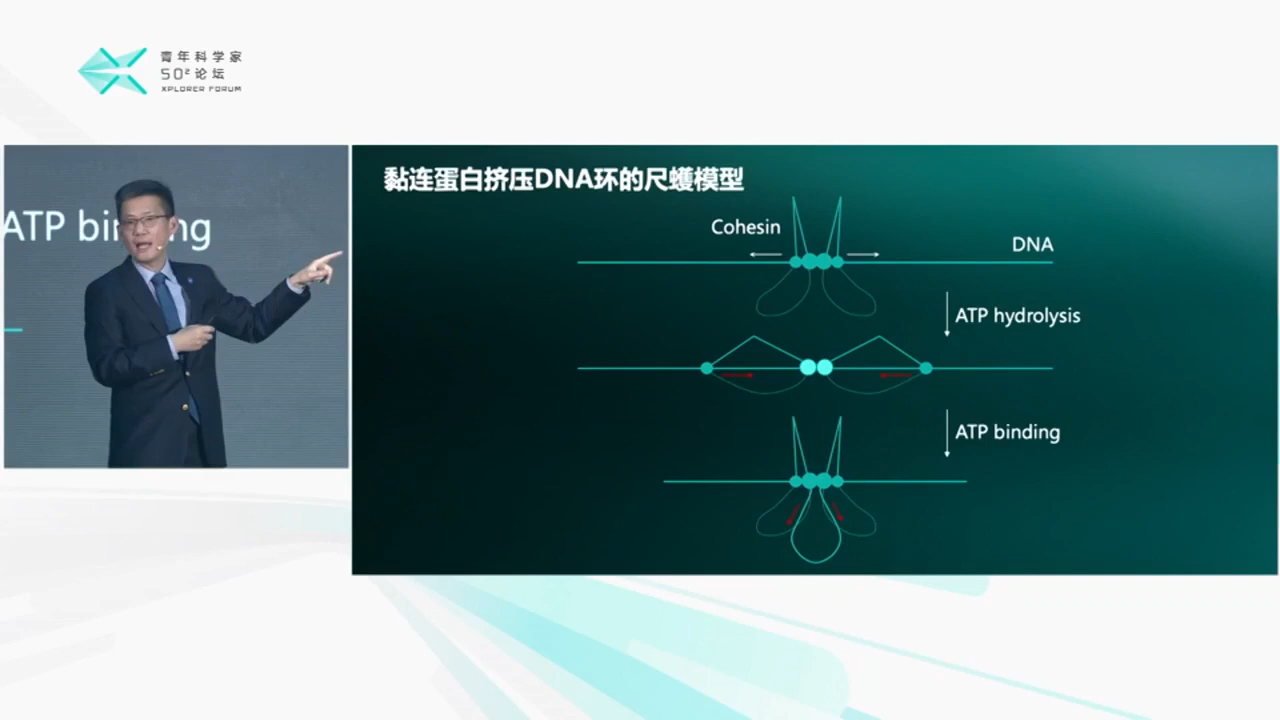 青年科学家
50²论坛
XPLORER FORUM
ATP binding
黏连蛋白挤压DNA环的尺蠖模型
Cohesin
DNA
ATP hydrolysis
ATP binding